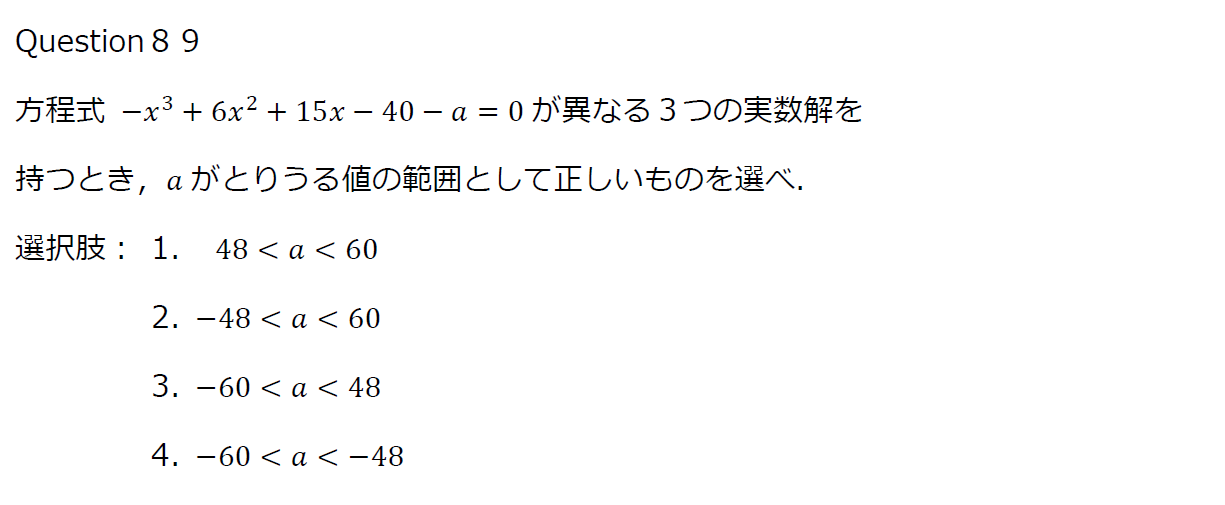 Question８９
方程式 −x³ + 6x² + 15x − 40 − a = 0 が異なる３つの実数解を
持つとき，a がとりうる値の範囲として正しいものを選べ.
選択肢： 1. 48 < a < 60
2. −48 < a < 60
3. −60 < a < 48
4. −60 < a < −48